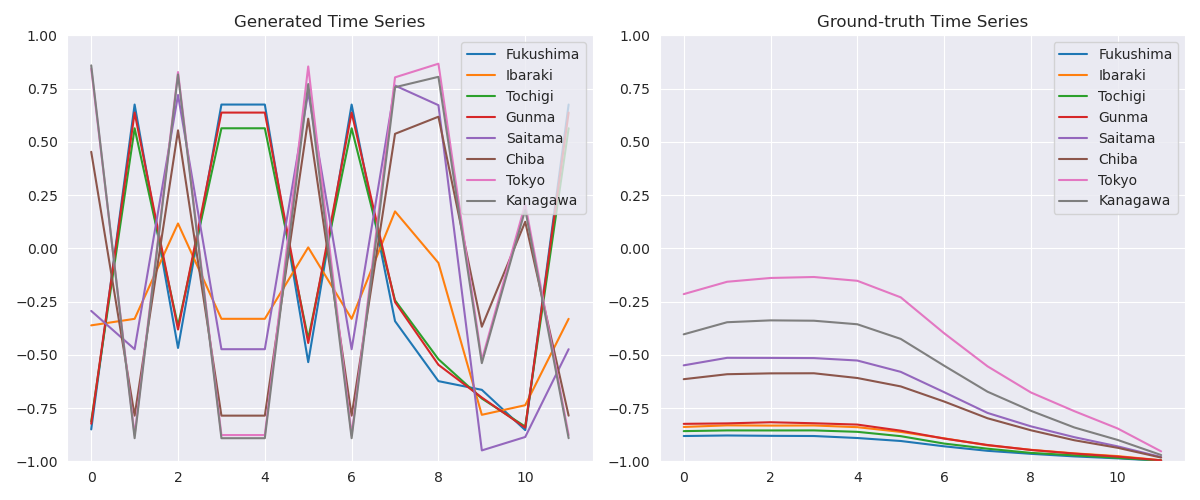 Generated Time Series
1.00
0.75
0.50
0.25
0.00
−0.25
−0.50
−0.75
−1.00
0 2 4 6 8 10
Fukushima
Ibaraki
Tochigi
Gunma
Saitama
Chiba
Tokyo
Kanagawa
Ground-truth Time Series
1.00
0.75
0.50
0.25
0.00
−0.25
−0.50
−0.75
−1.00
0 2 4 6 8 10
Fukushima
Ibaraki
Tochigi
Gunma
Saitama
Chiba
Tokyo
Kanagawa